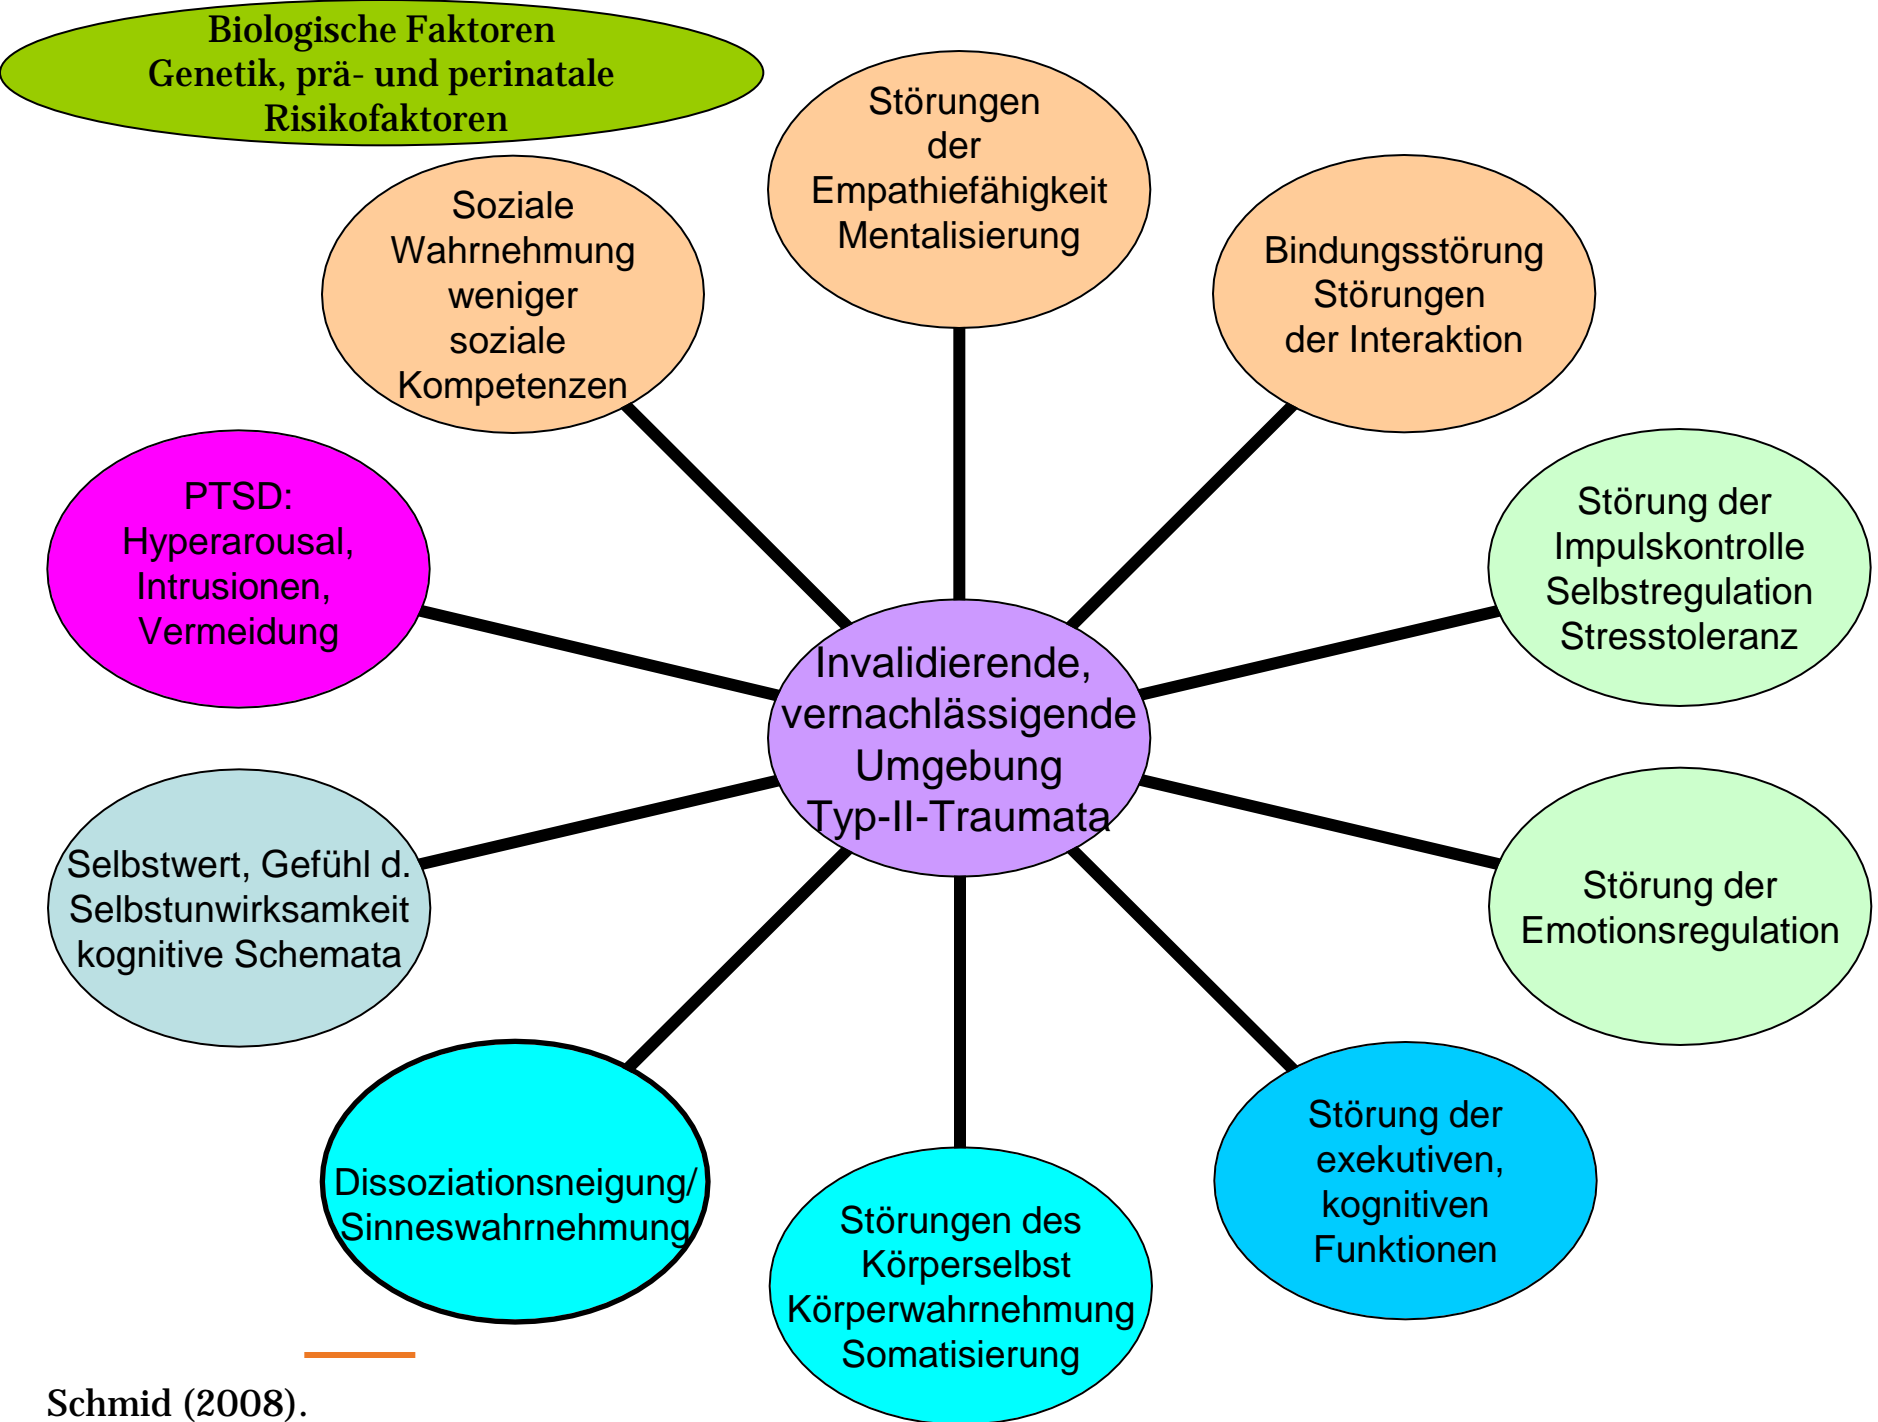 Biologische Faktoren
Genetik, prä- und perinatale
Risikofaktoren
Störungen
der
Empathiefähigkeit
Mentalisierung
Soziale
Wahrnehmung
weniger
soziale
Kompetenzen
Bindungsstörung
Störungen
der Interaktion
PTSD:
Hyperarousal,
Intrusionen,
Vermeidung
Störung der
Impulskontrolle
Selbstregulation
Stresstoleranz
Invalidierende,
vernachlässigende
Umgebung
Typ-II-Traumata
Selbstwert, Gefühl d.
Selbstunwirksamkeit
kognitive Schemata
Störung der
Emotionsregulation
Dissoziationsneigung/
Sinneswahrnehmung
Störungen des
Körperselbst
Körperwahrnehmung
Somatisierung
Störung der
exekutiven,
kognitiven
Funktionen
Schmid (2008).